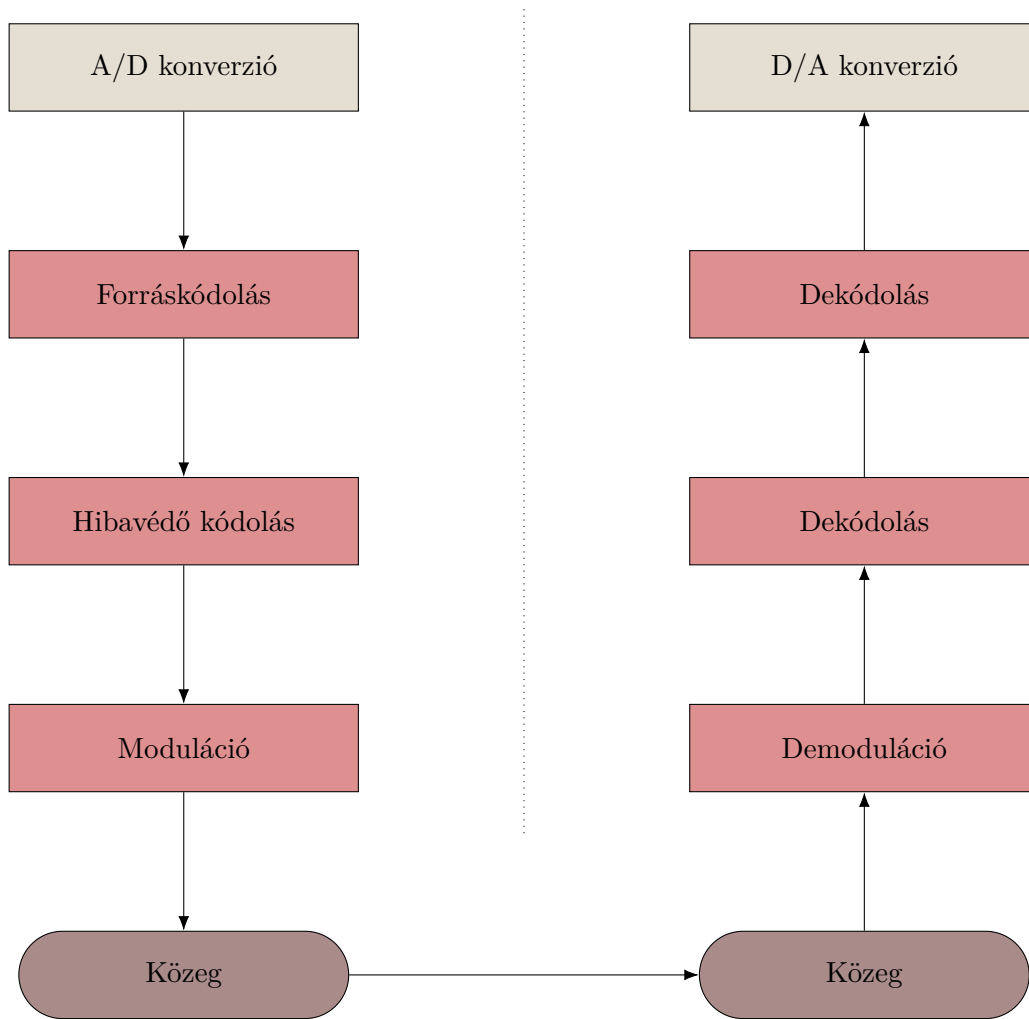 A/D konverzió
Forráskódolás
Hibavédő kódolás
Moduláció
Közeg
D/A konverzió
Dekódolás
Dekódolás
Demoduláció
Közeg